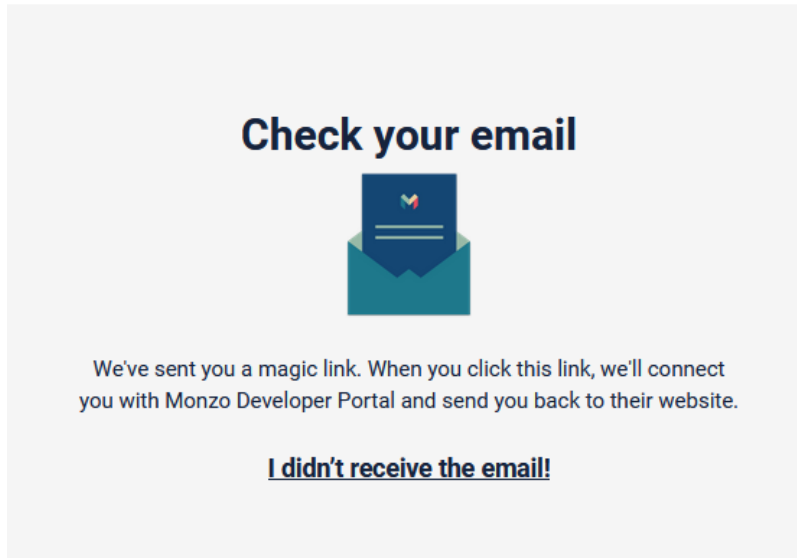 Check your email
We've sent you a magic link. When you click this link, we'll connect
you with Monzo Developer Portal and send you back to their website.
I didn’t receive the email!